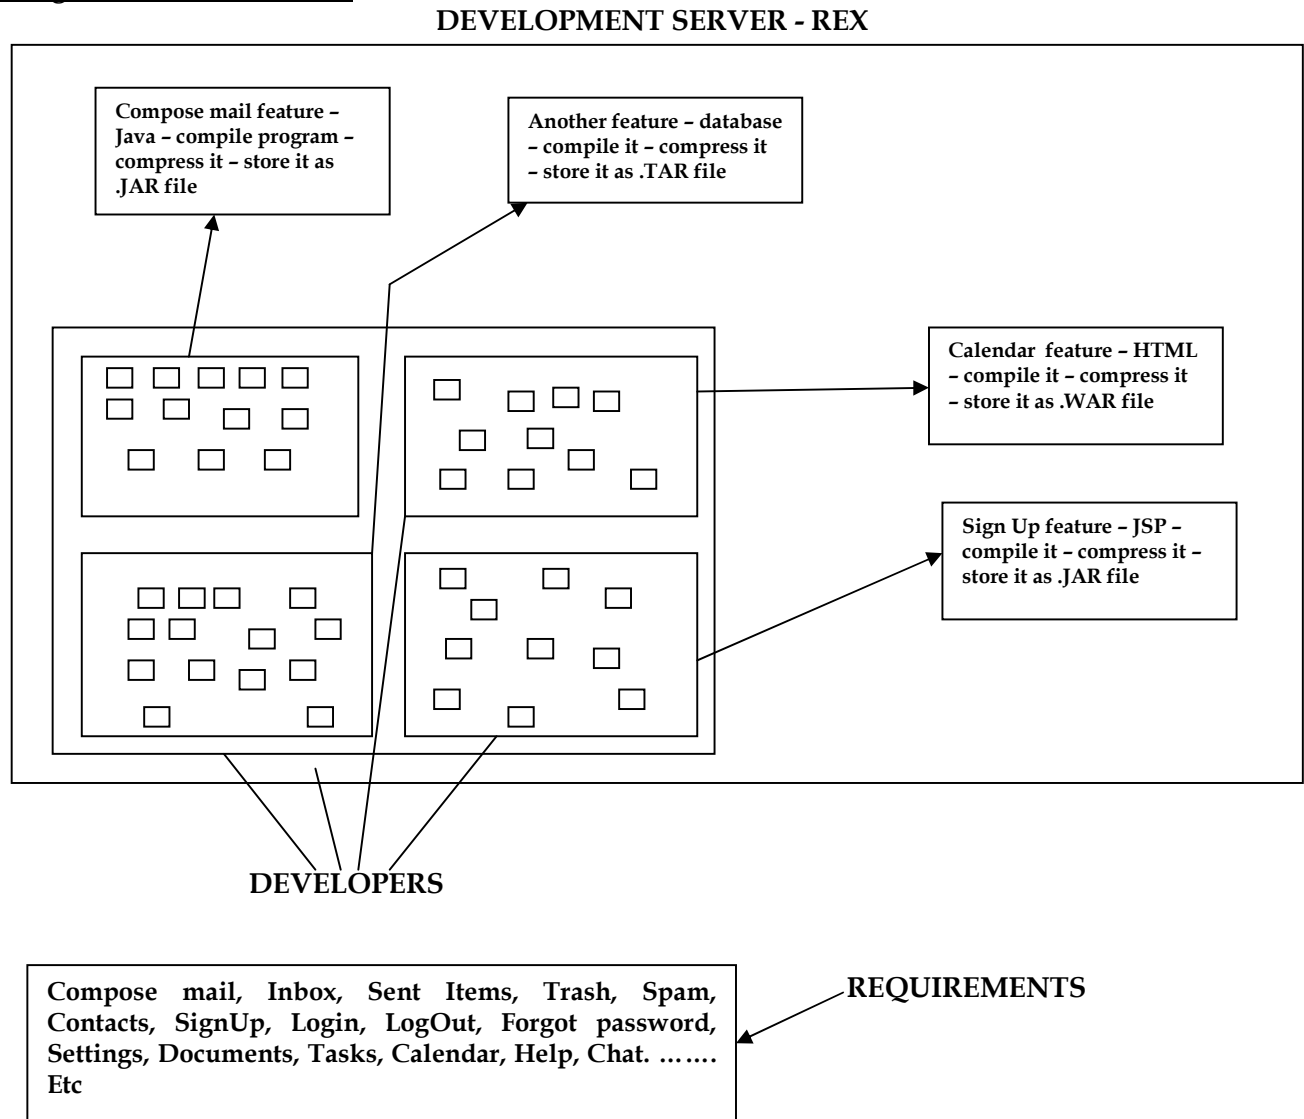 DEVELOPMENT SERVER - REX
Compose mail feature –
Java – compile program –
compress it – store it as
.JAR file
Another feature – database
– compile it – compress it
– store it as .TAR file
Calendar feature – HTML
– compile it – compress it
– store it as .WAR file
Sign Up feature – JSP –
compile it – compress it –
store it as .JAR file
DEVELOPERS
Compose mail, Inbox, Sent Items, Trash, Spam,
Contacts, SignUp, Login, LogOut, Forgot password,
Settings, Documents, Tasks, Calendar, Help, Chat. …….
Etc
REQUIREMENTS